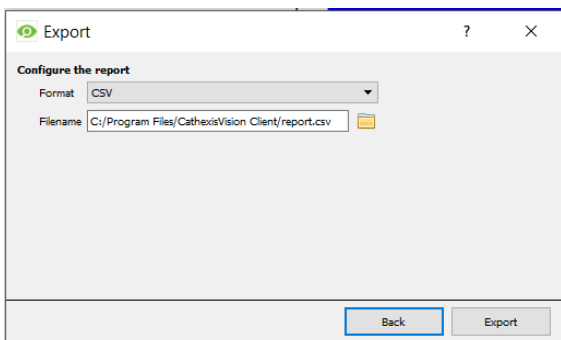 Export ?
Configure the report
Format CSV
Filename C:/Program Files/CathexisVision Client/report.csv
Back Export